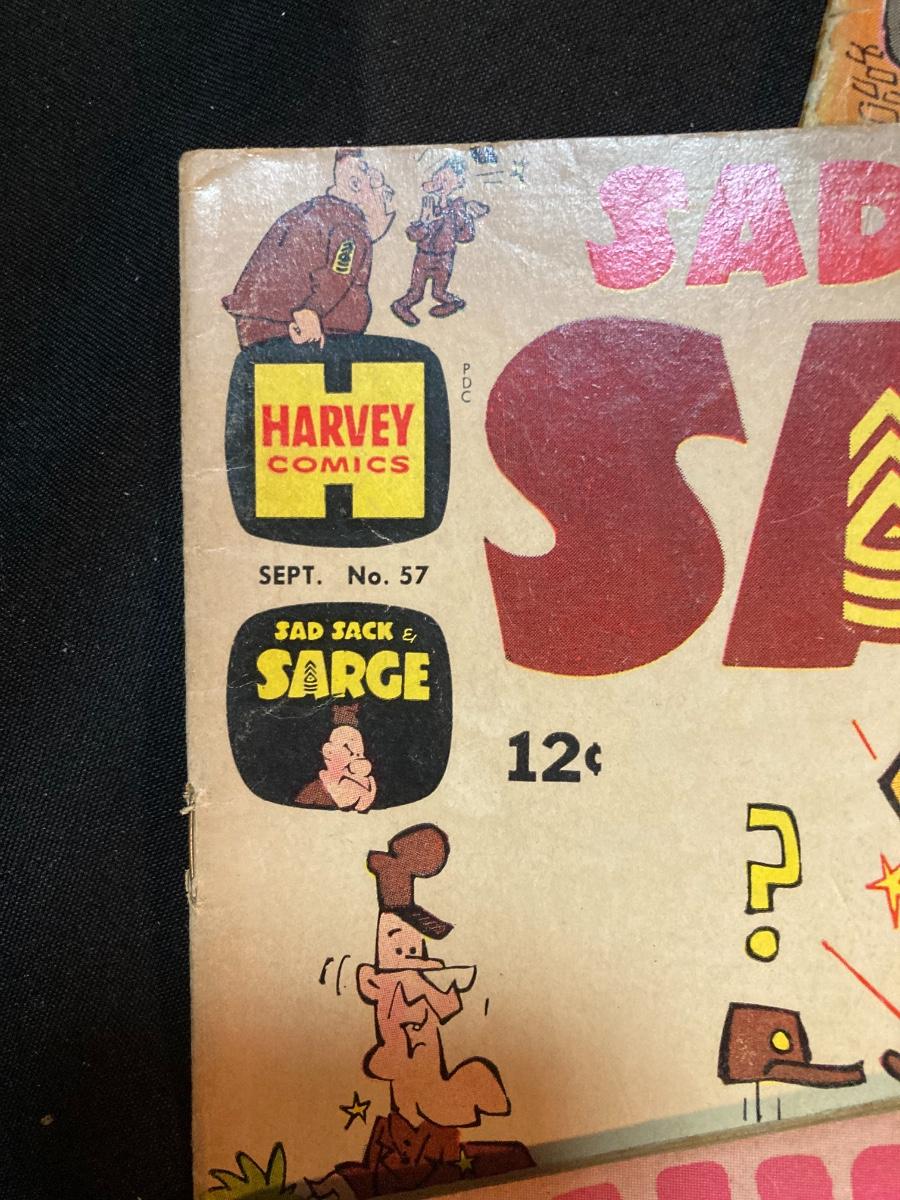 SAD
SA
PDC
HARVEY
COMICS
SEPT. No. 57
SAD SACK &
SARGE
12¢
?